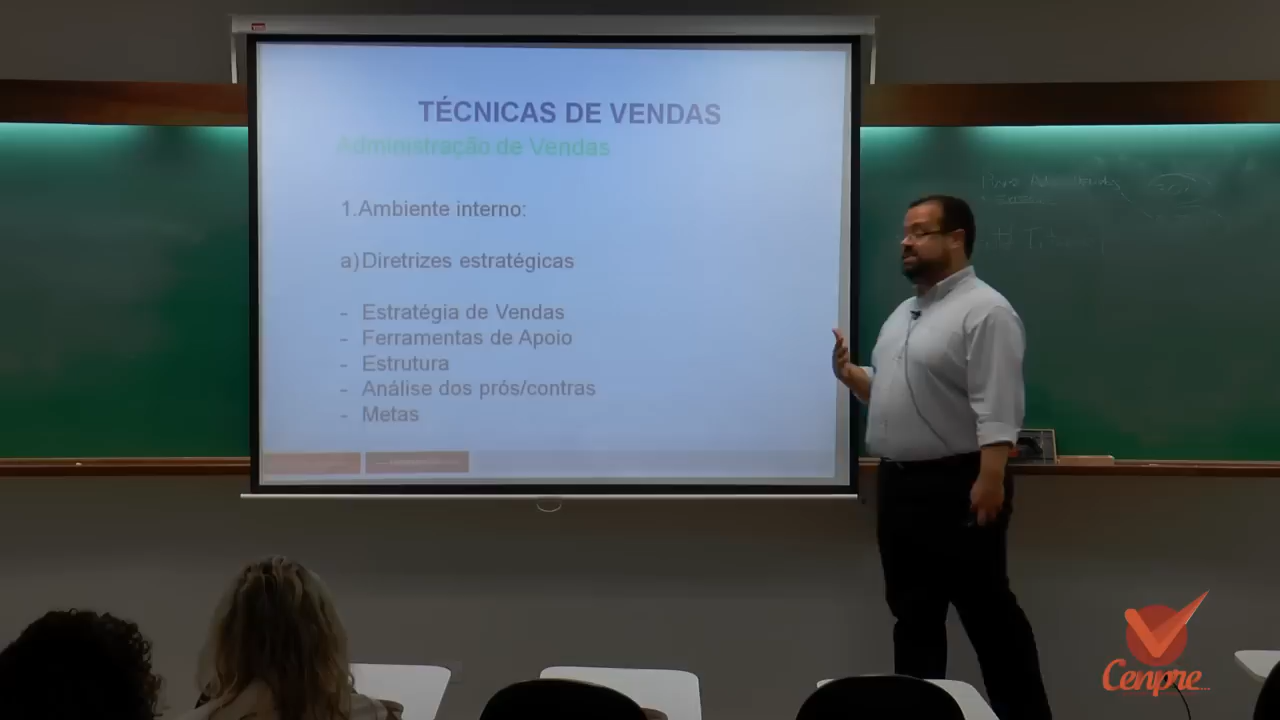 TÉCNICAS DE VENDAS
Administração de Vendas
1.Ambiente interno:
a)Diretrizes estratégicas
- Estratégia de Vendas
- Ferramentas de Apoio
- Estrutura
- Análise dos prós/contras
- Metas
Cenpre...